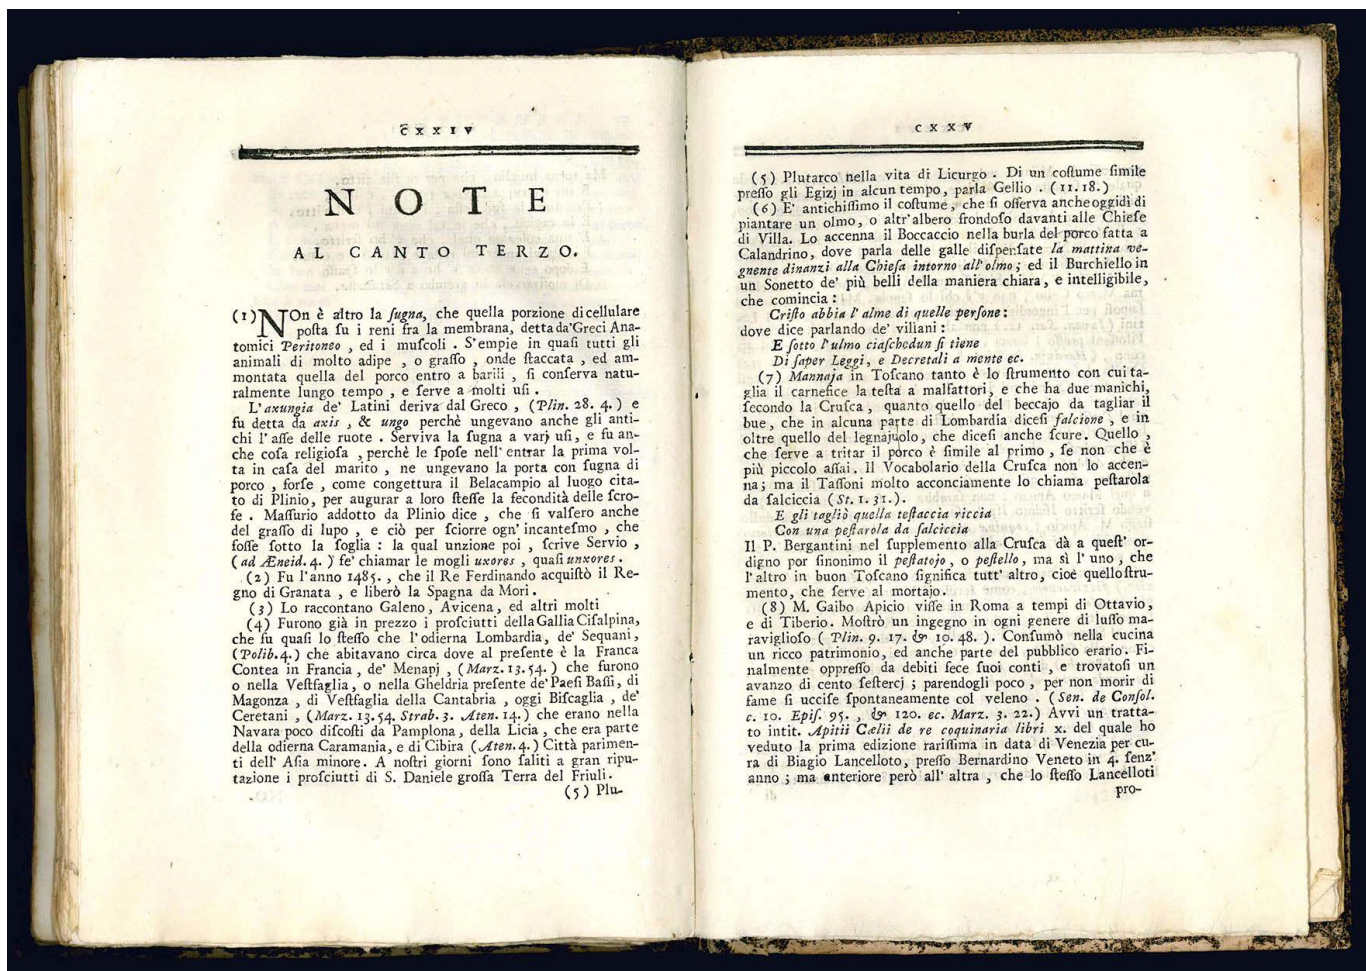 CXXIV
NOTE
AL CANTO TERZO.
(1) NOn è altro la ſugna, che quella porzione di cellulare
poſta ſu i reni fra la membrana, detta da'Greci Ana-
tomici Peritoneo, ed i muſcoli. S'empie in quaſi tutti gli
animali di molto adipe, o graſſo, onde ſtaccata, ed am-
montata quella del porco entro a barili, ſi conſerva natu-
ralmente lungo tempo, e ſerve a molti uſi.
L'axungia de' Latini deriva dal Greco, (Plin. 28. 4.) e
fu detta da axis, & ungo perchè ungevano anche gli anti-
chi l'aſſe delle ruote. Serviva la ſugna a varj uſi, e fu an-
che coſa religioſa, perchè le ſpoſe nell' entrar la prima vol-
ta in caſa del marito, ne ungevano la porta con ſugna di
porco, forſe, come congettura il Belacampio al luogo cita-
to di Plinio, per augurar a loro ſteſſe la fecondità delle ſcro-
fe. Maſſurio addotto da Plinio dice, che ſi valſero anche
del graſſo di lupo, e ciò per ſciorre ogn' incanteſmo, che
foſſe ſotto la ſoglia: la qual unzione poi, ſcrive Servio,
(ad Æneid. 4.) fe' chiamar le mogli uxores, quaſi unxores.
(2) Fu l'anno 1485., che il Re Ferdinando acquiſtò il Re-
gno di Granata, e liberò la Spagna da Mori.
(3) Lo raccontano Galeno, Avicena, ed altri molti
(4) Furono già in prezzo i proſciutti della Gallia Ciſalpina,
che fu quaſi lo ſteſſo che l'odierna Lombardia, de' Sequani,
(Polib.4.) che abitavano circa dove al preſente è la Franca
Contea in Francia, de' Menapj, (Marz. 13. 54.) che furono
o nella Veſtfaglia, o nella Gheldria preſente de'Paeſi Baſſi, di
Magonza, di Veſtfaglia della Cantabria, oggi Biſcaglia, de'
Ceretani, (Marz. 13. 54. Strab. 3. Aten. 14.) che erano nella
Navara poco diſcoſti da Pamplona, della Licia, che era parte
della odierna Caramania, e di Cibira (Aten. 4.) Città parimen-
ti dell' Aſia minore. A noſtri giorni ſono ſaliti a gran ripu-
tazione i proſciutti di S. Daniele groſſa Terra del Friuli.
(5) Plu-
CXXV
(5) Plutarco nella vita di Licurgo. Di un coſtume ſimile
preſſo gli Egizj in alcun tempo, parla Gellio. (11. 18.)
(6) E' antichiſſimo il coſtume, che ſi oſſerva anche oggidì di
piantare un olmo, o altr' albero frondoſo davanti alle Chieſe
di Villa. Lo accenna il Boccaccio nella burla del porco fatta a
Calandrino, dove parla delle galle diſpenſate la mattina ve-
gnente dinanzi alla Chieſa intorno all'olmo; ed il Burchiello in
un Sonetto de' più belli della maniera chiara, e intelligibile,
che comincia:
Criſto abbia l' alme di quelle perſone:
dove dice parlando de' villani:
E ſotto l'ulmo ciaſchedun ſi tiene
Di ſaper Leggi, e Decretali a mente ec.
(7) Mannaja in Toſcano tanto è lo ſtrumento con cui ta-
glia il carnefice la teſta a malfattori, e che ha due manichi,
ſecondo la Cruſca, quanto quello del beccajo da tagliar il
bue, che in alcuna parte di Lombardia diceſi falcione, e in
oltre quello del legnajuolo, che diceſi anche ſcure. Quello,
che ſerve a tritar il porco è ſimile al primo, ſe non che è
più piccolo aſſai. Il Vocabolario della Cruſca non lo accen-
na; ma il Taſſoni molto acconciamente lo chiama peſtarola
da ſalciccia (St. 1. 31.).
E gli tagliò quella teſtaccia riccia
Con una peſtarola da ſalciccia
Il P. Bergantini nel ſupplemento alla Cruſca dà a queſt' or-
digno per ſinonimo il peſtatojo, o peſtello, ma sì l' uno, che
l'altro in buon Toſcano ſignifica tutt' altro, cioè quello ſtru-
mento, che ſerve al mortajo.
(8) M. Gaibo Apicio viſſe in Roma a tempi di Ottavio,
e di Tiberio. Moſtrò un ingegno in ogni genere di luſſo ma-
raviglioſo (Plin. 9. 17. & 10. 48.). Conſumò nella cucina
un ricco patrimonio, ed anche parte del pubblico erario. Fi-
nalmente oppreſſo da debiti fece ſuoi conti, e trovatoſi un
avanzo di cento ſeſtercj; parendogli poco, per non morir di
fame ſi ucciſe ſpontaneamente col veleno. (Sen. de Conſol.
c. 10. Epiſ. 95., & 120. ec. Marz. 3. 22.) Avvi un tratta-
to intit. Apitii Cælii de re coquinaria libri x. del quale ho
veduto la prima edizione rariſſima in data di Venezia per cu-
ra di Biagio Lancelloto, preſſo Bernardino Veneto in 4. ſenz'
anno; ma anteriore però all' altra, che lo ſteſſo Lancelloti
pro-